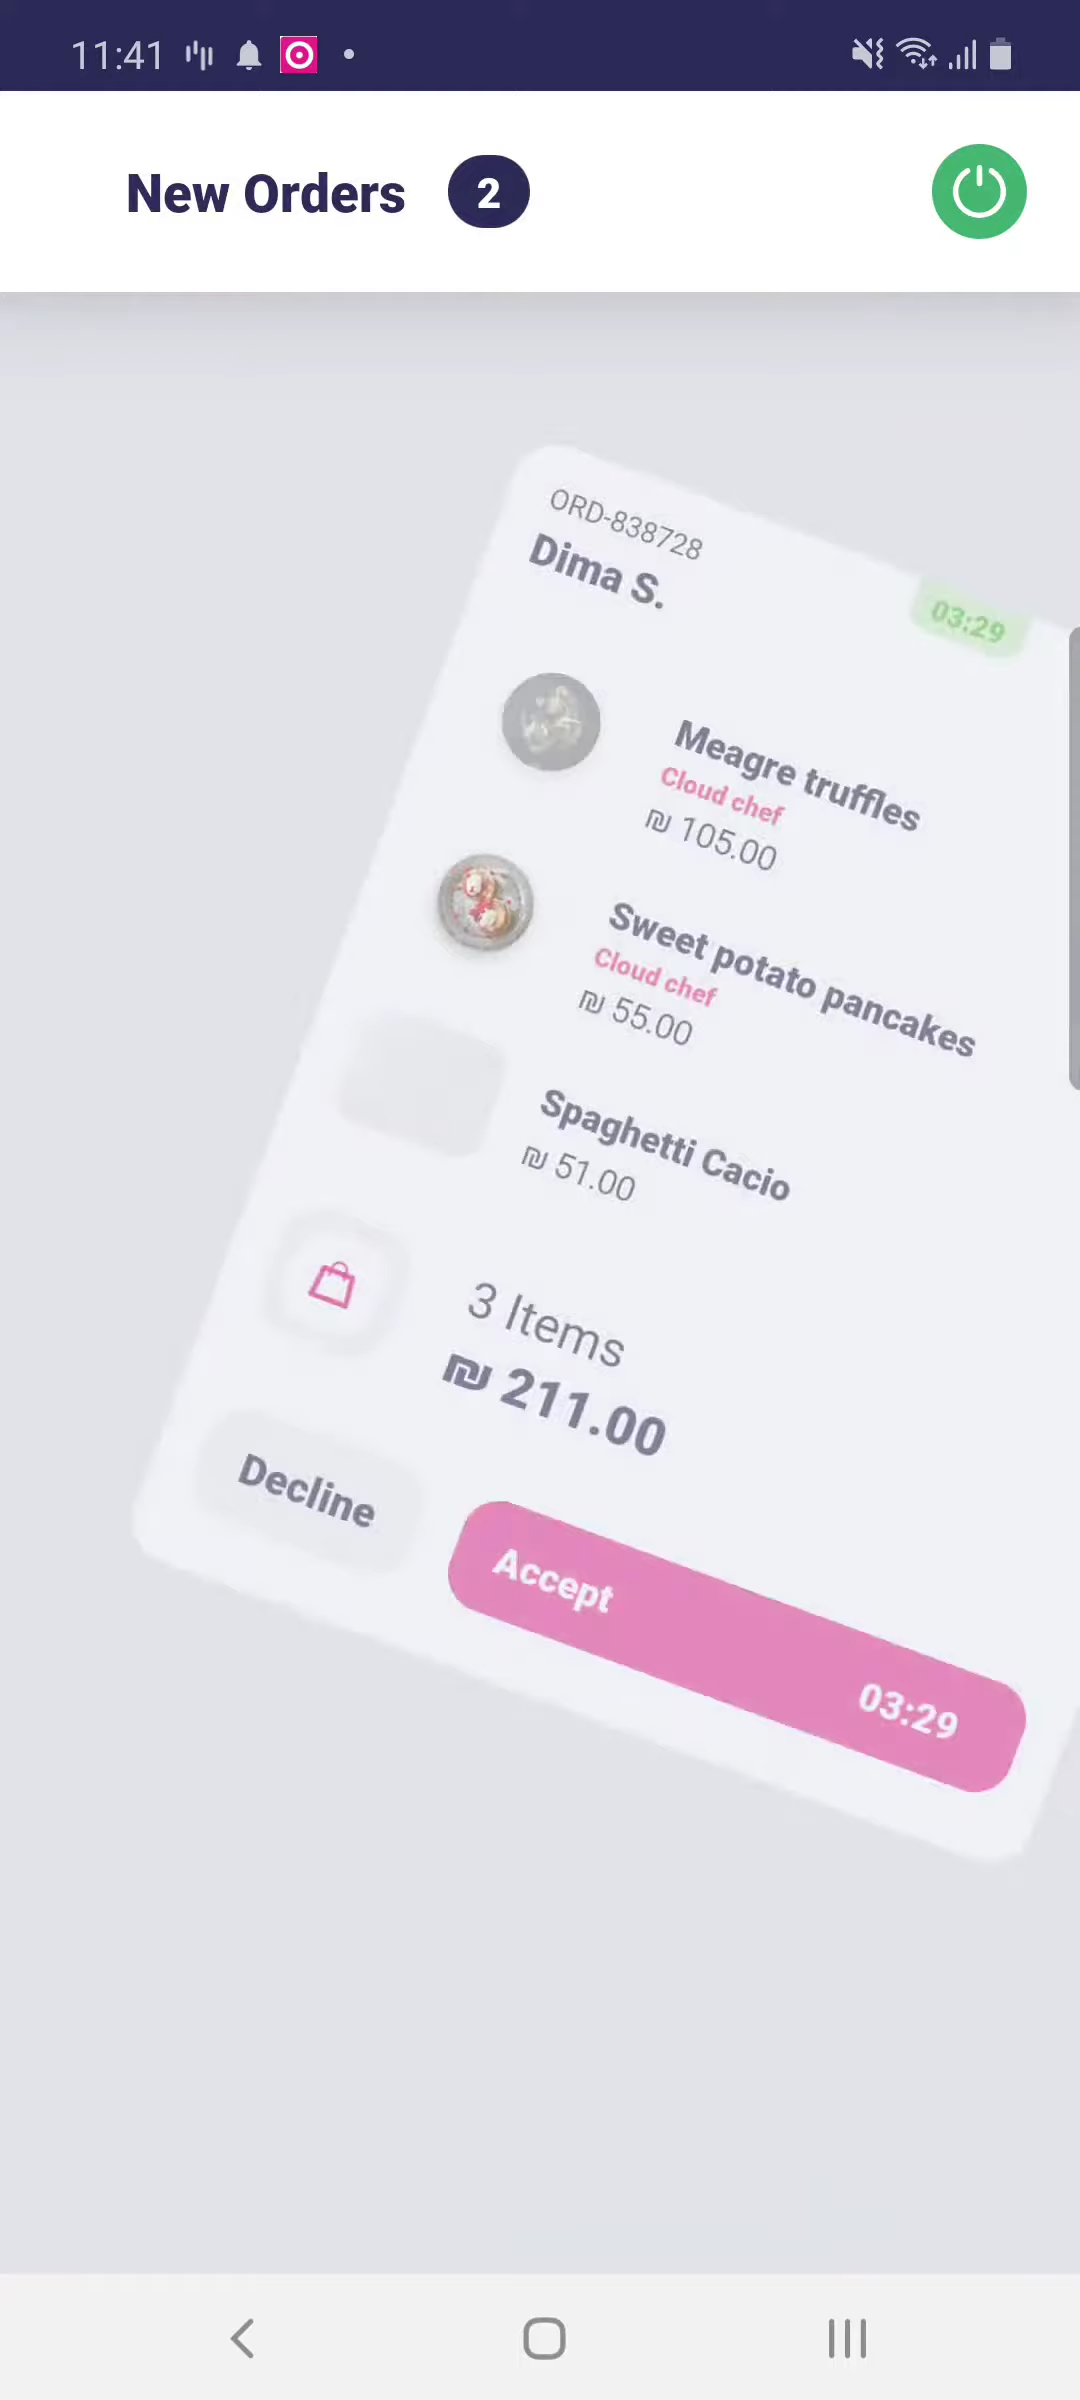 11:41
New Orders 2
ORD-838728
Dima S.
03:29
Meagre truffles
Cloud chef
₪ 105.00
Sweet potato pancakes
Cloud chef
₪ 55.00
Spaghetti Cacio
₪ 51.00
3 Items
₪ 211.00
Decline
Accept
03:29